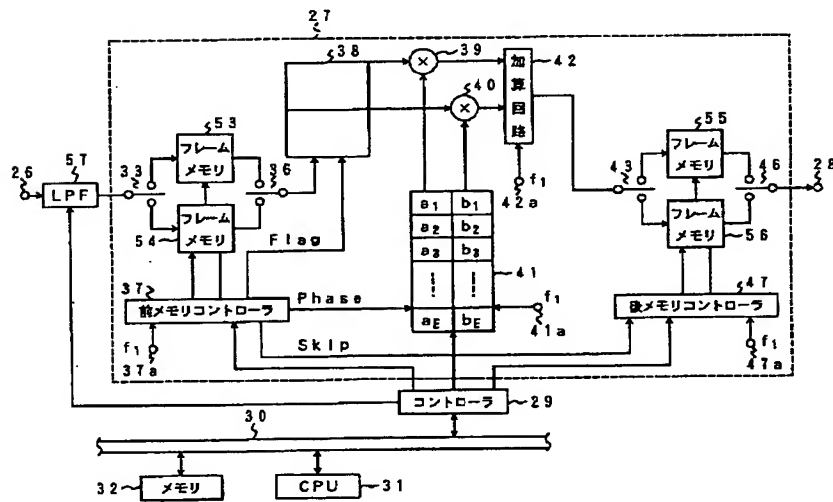 27
38
39
42
加算回路
40
57
53
55
フレームメモリ
フレームメモリ
26
LPF
33
36
43
46
28
f1
42a
フレームメモリ
フレームメモリ
54
56
Flag
a1 b1
a2 b2
a3 b3
41
aE bE
37
47
前メモリコントローラ
Phase
f1
41a
後メモリコントローラ
Skip
f1
37a
f1
47a
コントローラ
29
30
32
メモリ
CPU
31